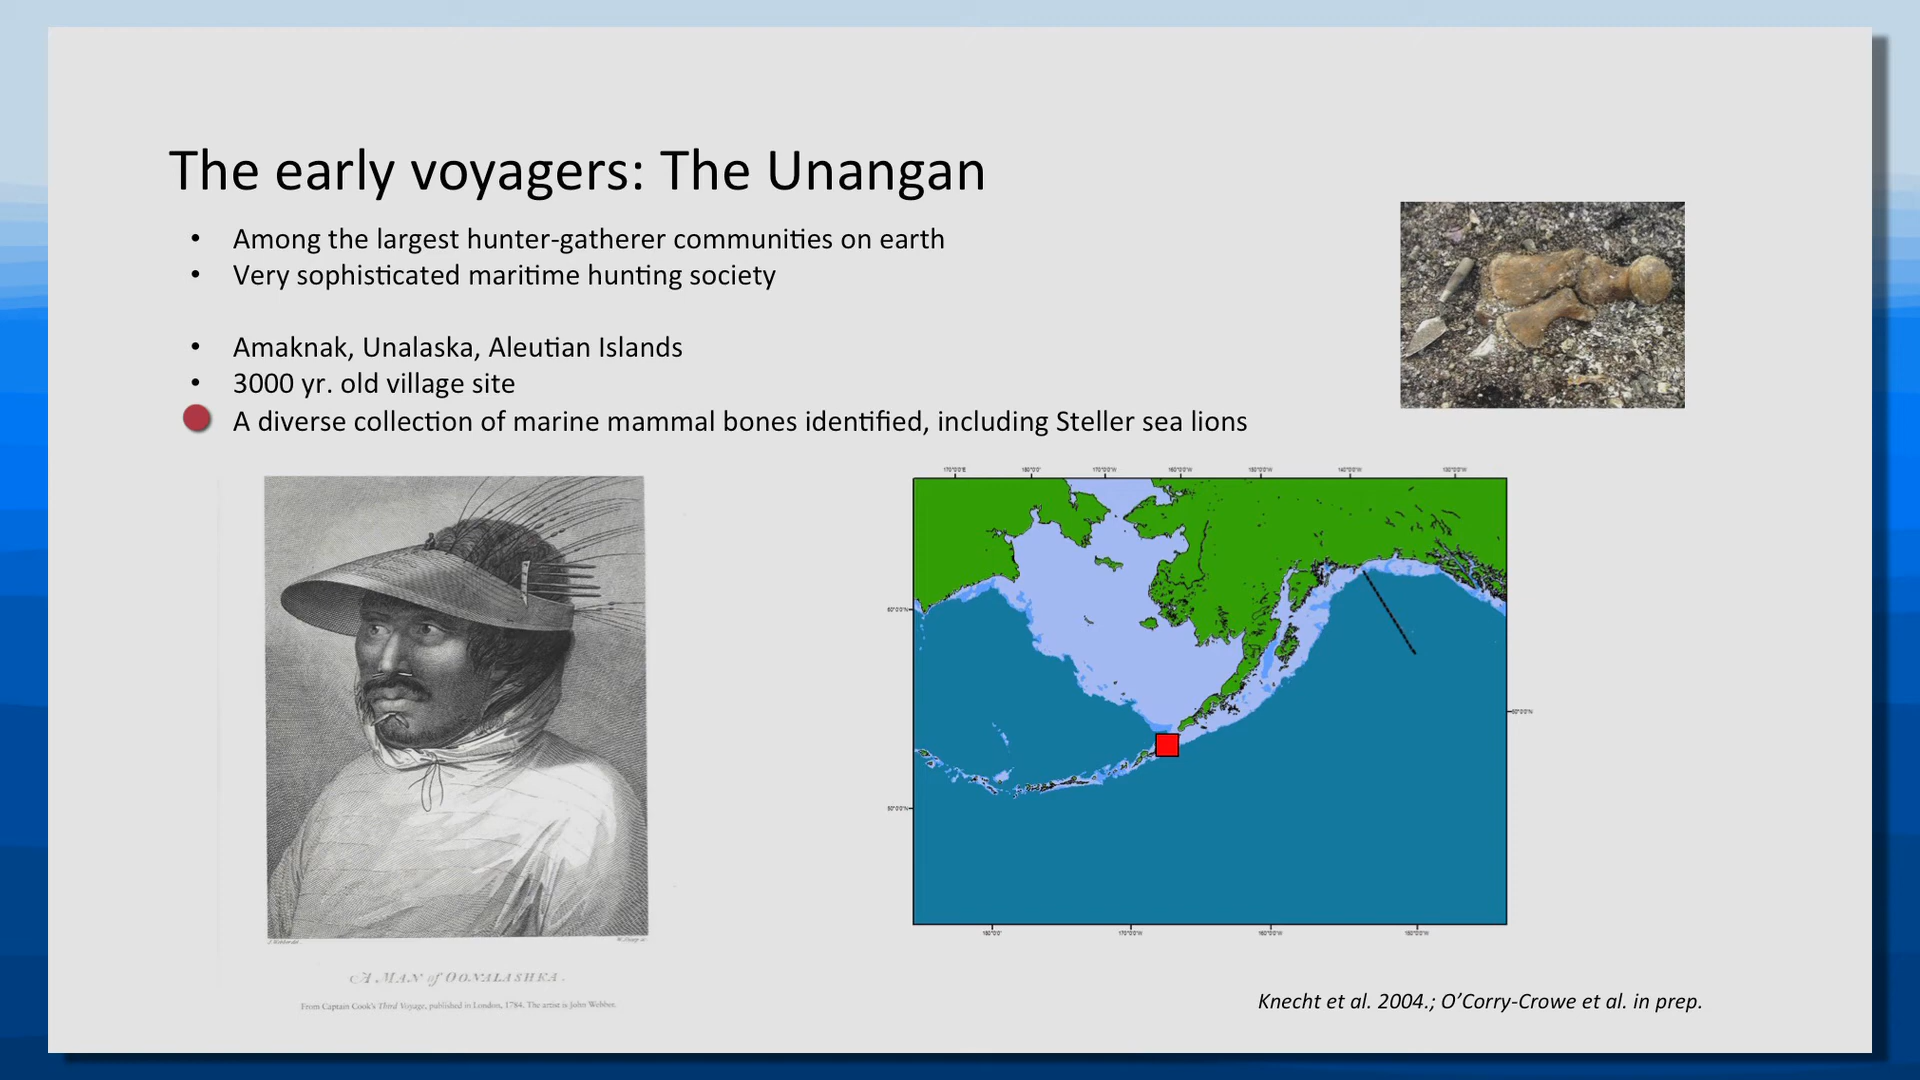 The early voyagers: The Unangan
• Among the largest hunter-gatherer communities on earth
• Very sophisticated maritime hunting society
• Amaknak, Unalaska, Aleutian Islands
• 3000 yr. old village site
A diverse collection of marine mammal bones identified, including Steller sea lions
A MAN of OONALASHKA.
From Captain Cook's Third Voyage, published in London, 1784. The artist is John Webber.
Knecht et al. 2004.; O'Corry-Crowe et al. in prep.